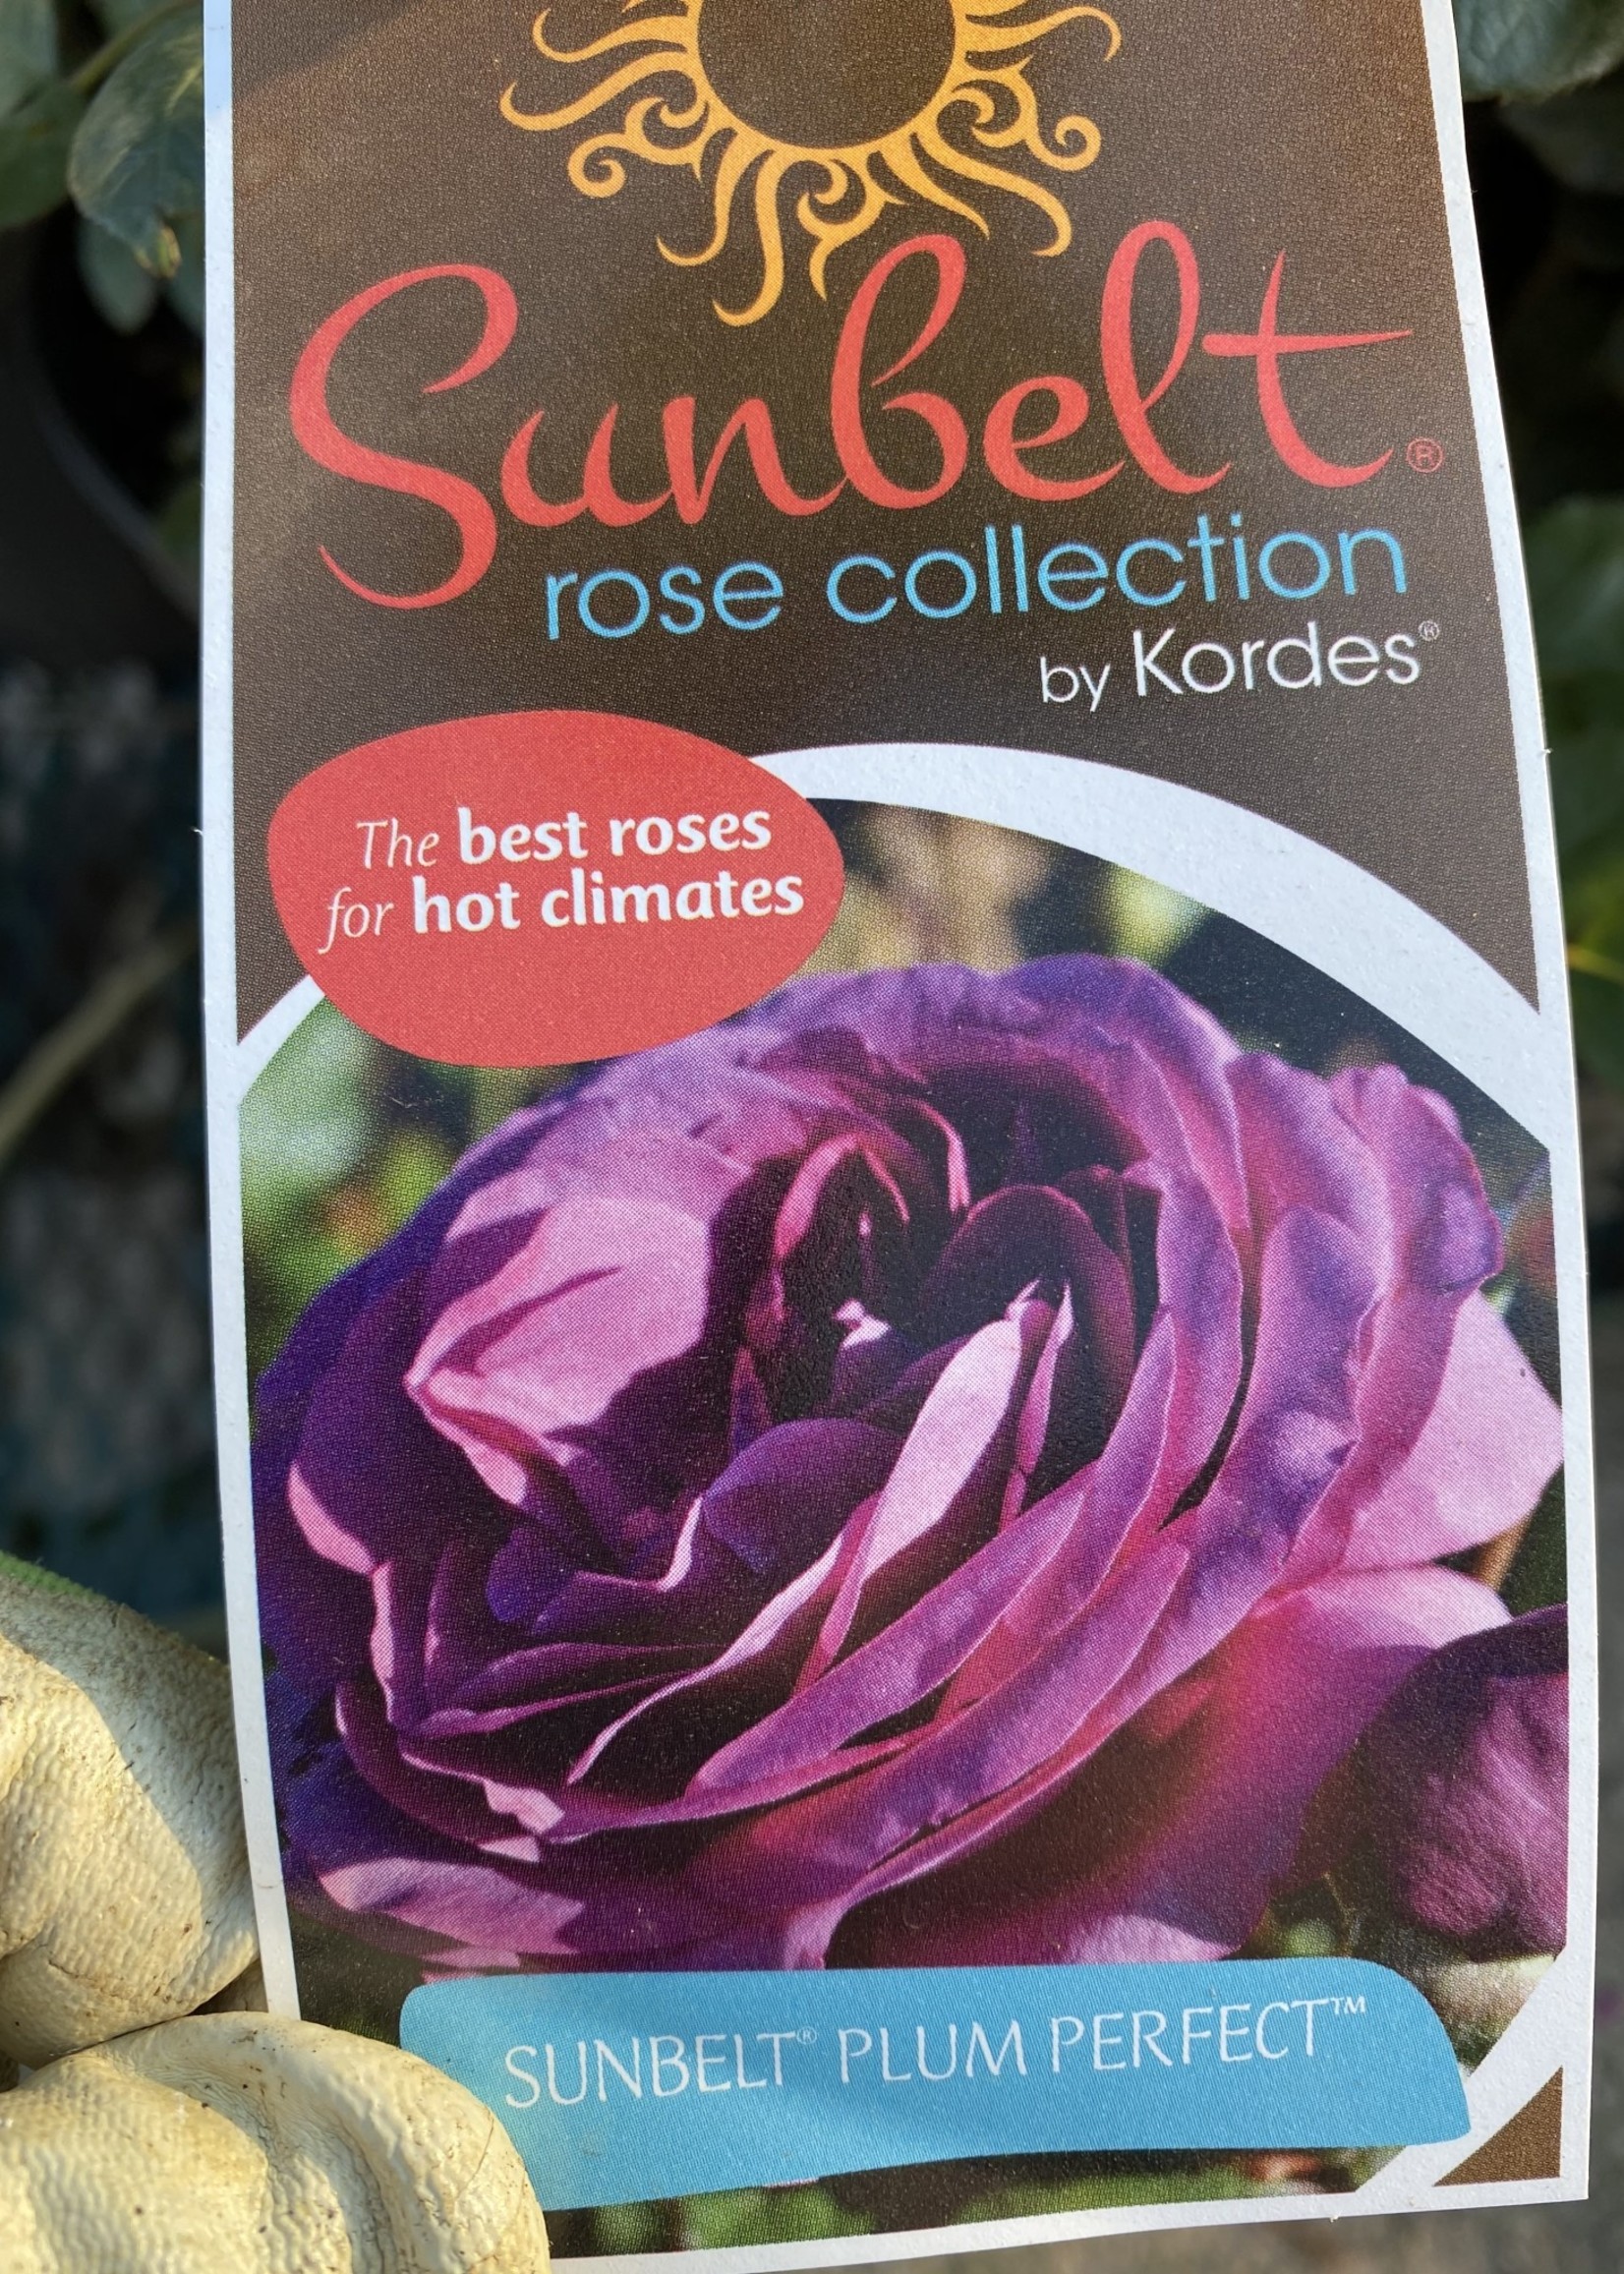 Sunbelt®
rose collection
by Kordes®
The best roses
for hot climates
SUNBELT® PLUM PERFECT™